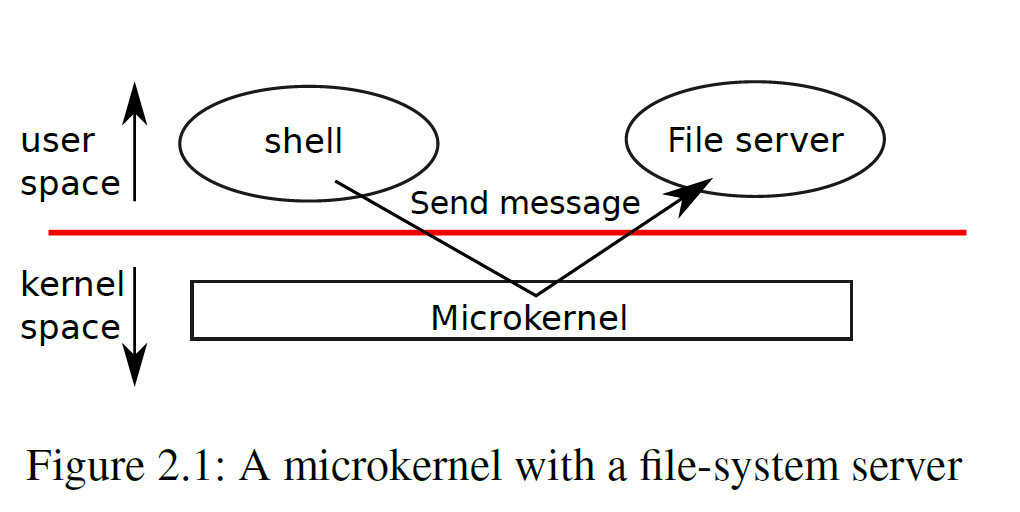 user
space
shell
File server
Send message
kernel
space
Microkernel
Figure 2.1: A microkernel with a file-system server